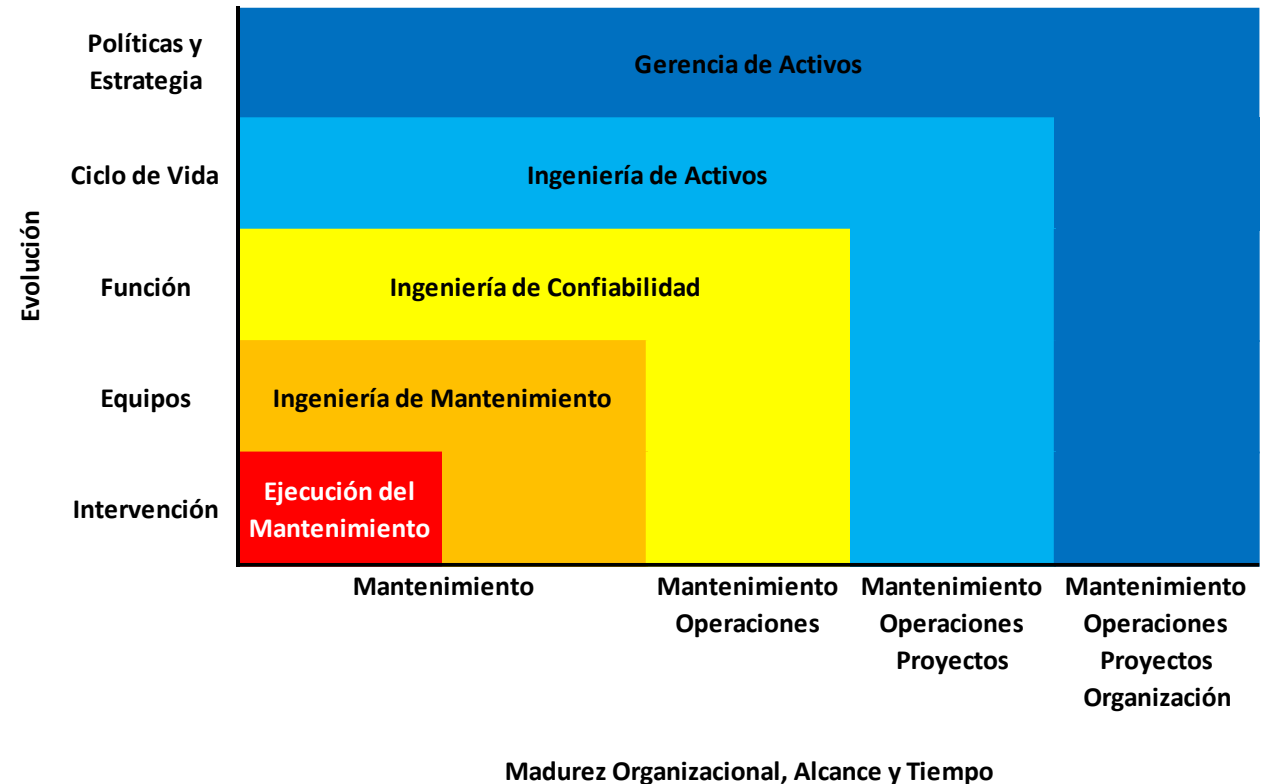 Políticas y
Estrategia
Gerencia de Activos
Ciclo de Vida
Ingeniería de Activos
Evolución
Función
Ingeniería de Confiabilidad
Equipos
Ingeniería de Mantenimiento
Intervención
Ejecución del
Mantenimiento
Mantenimiento
Mantenimiento
Operaciones
Mantenimiento
Operaciones
Proyectos
Mantenimiento
Operaciones
Proyectos
Organización
Madurez Organizacional, Alcance y Tiempo